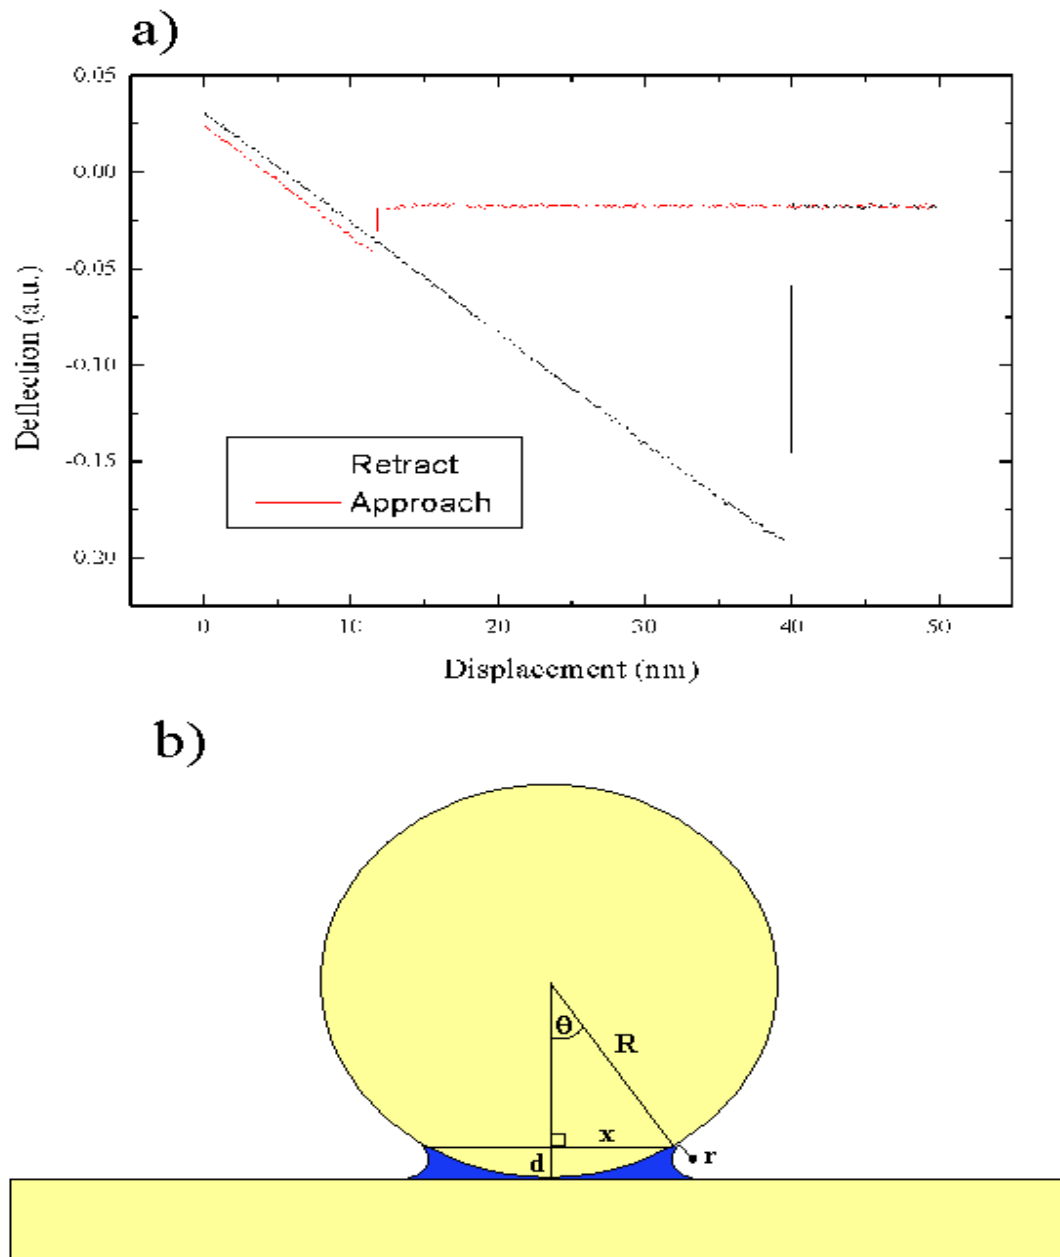 a)
0.05
0.00
-0.05
-0.10
-0.15
0.20
Deflection (a.u.)
Retract
Approach
0
10
20
30
40
50
Displacement (nm)
b)
θ
R
x
d
r